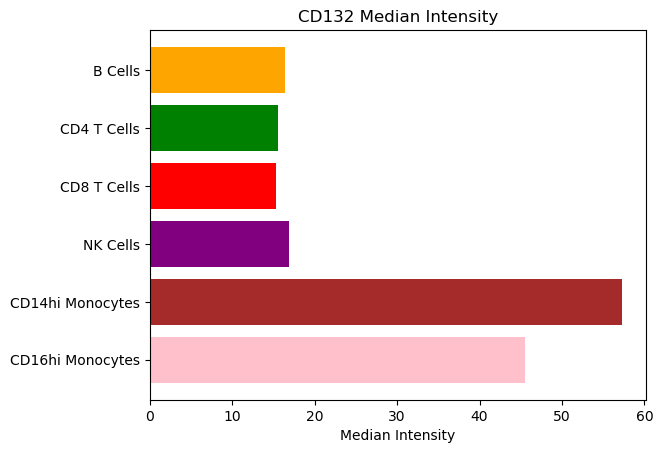 CD132 Median Intensity
B Cells
CD4 T Cells
CD8 T Cells
NK Cells
CD14hi Monocytes
CD16hi Monocytes
0 10 20 30 40 50 60
Median Intensity